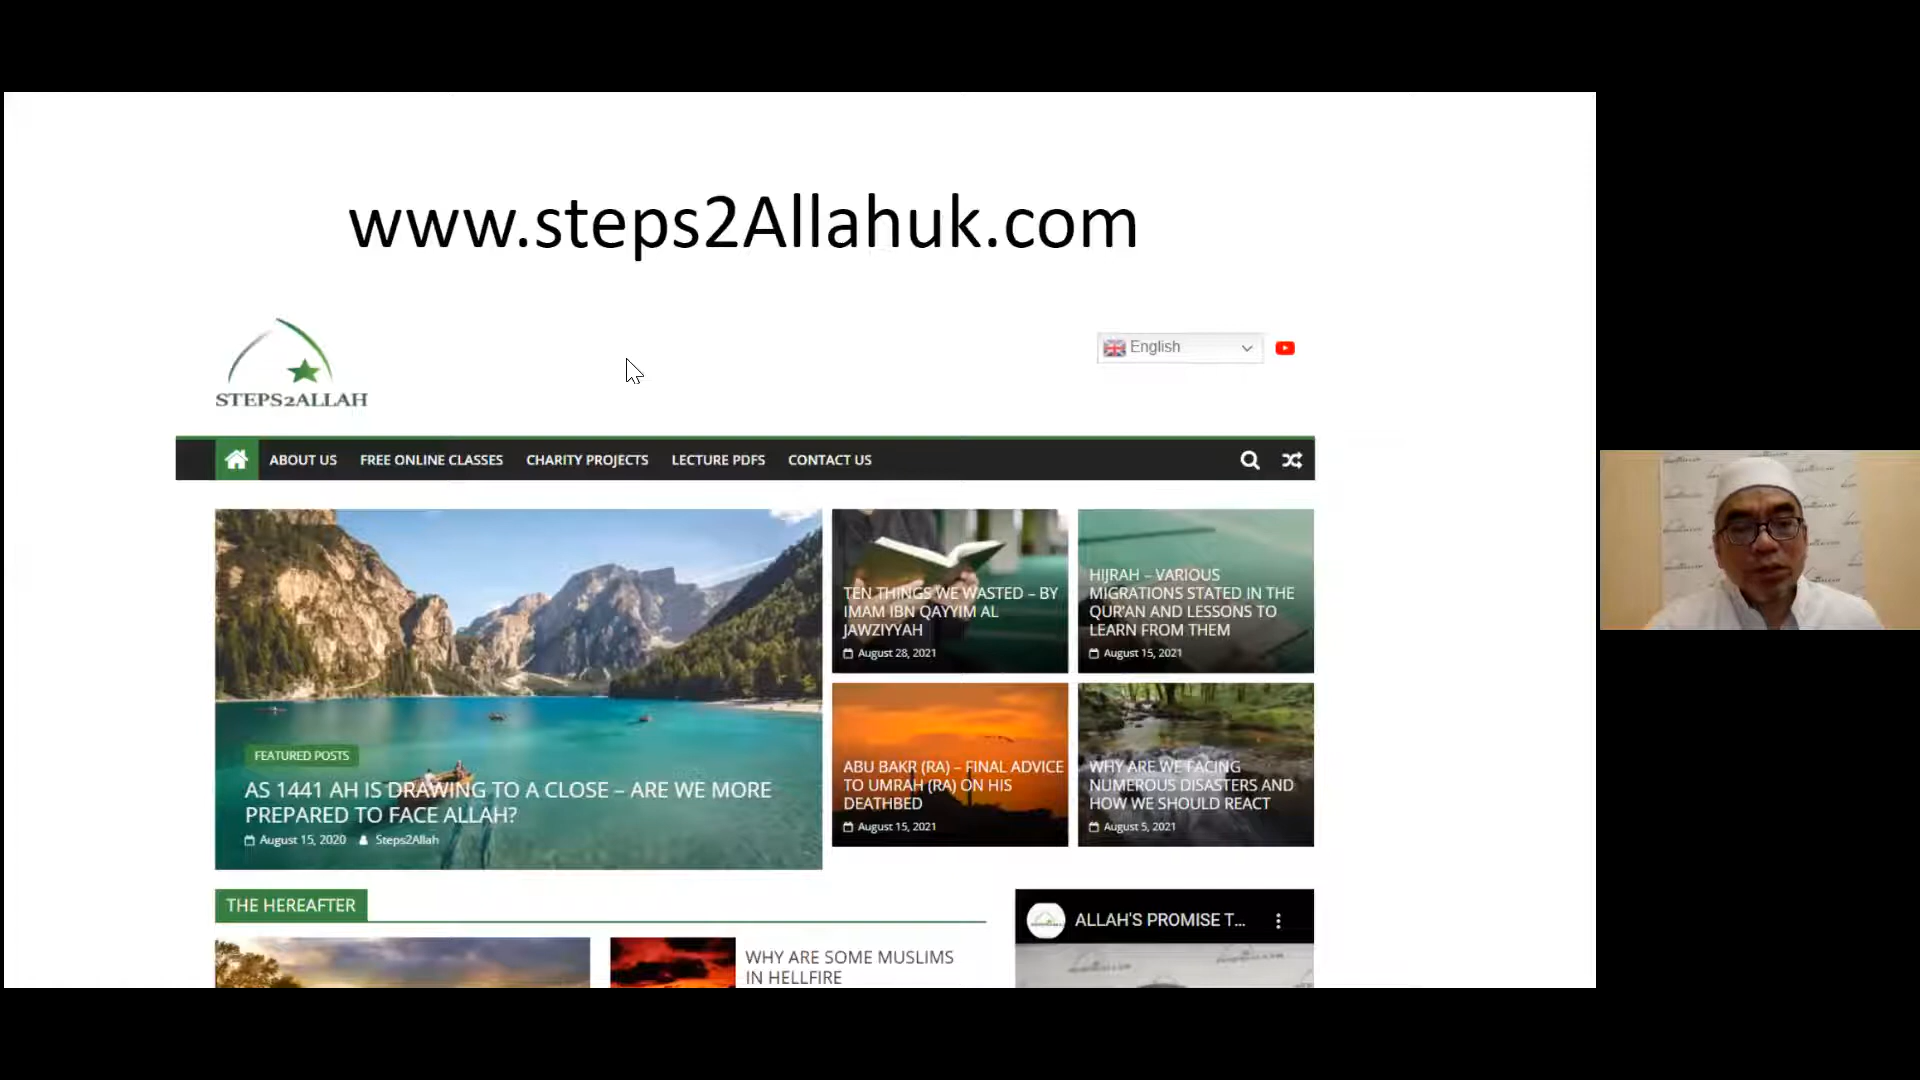 www.steps2Allahuk.com
STEPS2ALLAH
English
ABOUT US FREE ONLINE CLASSES CHARITY PROJECTS LECTURE PDFS CONTACT US
FEATURED POSTS
AS 1441 AH IS DRAWING TO A CLOSE – ARE WE MORE
PREPARED TO FACE ALLAH?
August 15, 2020 Steps2Allah
TEN THINGS WE WASTED – BY
IMAM IBN QAYYIM AL
JAWZIYYAH
August 28, 2021
HIJRAH – VARIOUS
MIGRATIONS STATED IN THE
QUR'AN AND LESSONS TO
LEARN FROM THEM
August 15, 2021
ABU BAKR (RA) – FINAL ADVICE
TO UMRAH (RA) ON HIS
DEATHBED
August 15, 2021
WHY ARE WE FACING
NUMEROUS DISASTERS AND
HOW WE SHOULD REACT
August 5, 2021
THE HEREAFTER
WHY ARE SOME MUSLIMS
IN HELLFIRE
ALLAH'S PROMISE T...